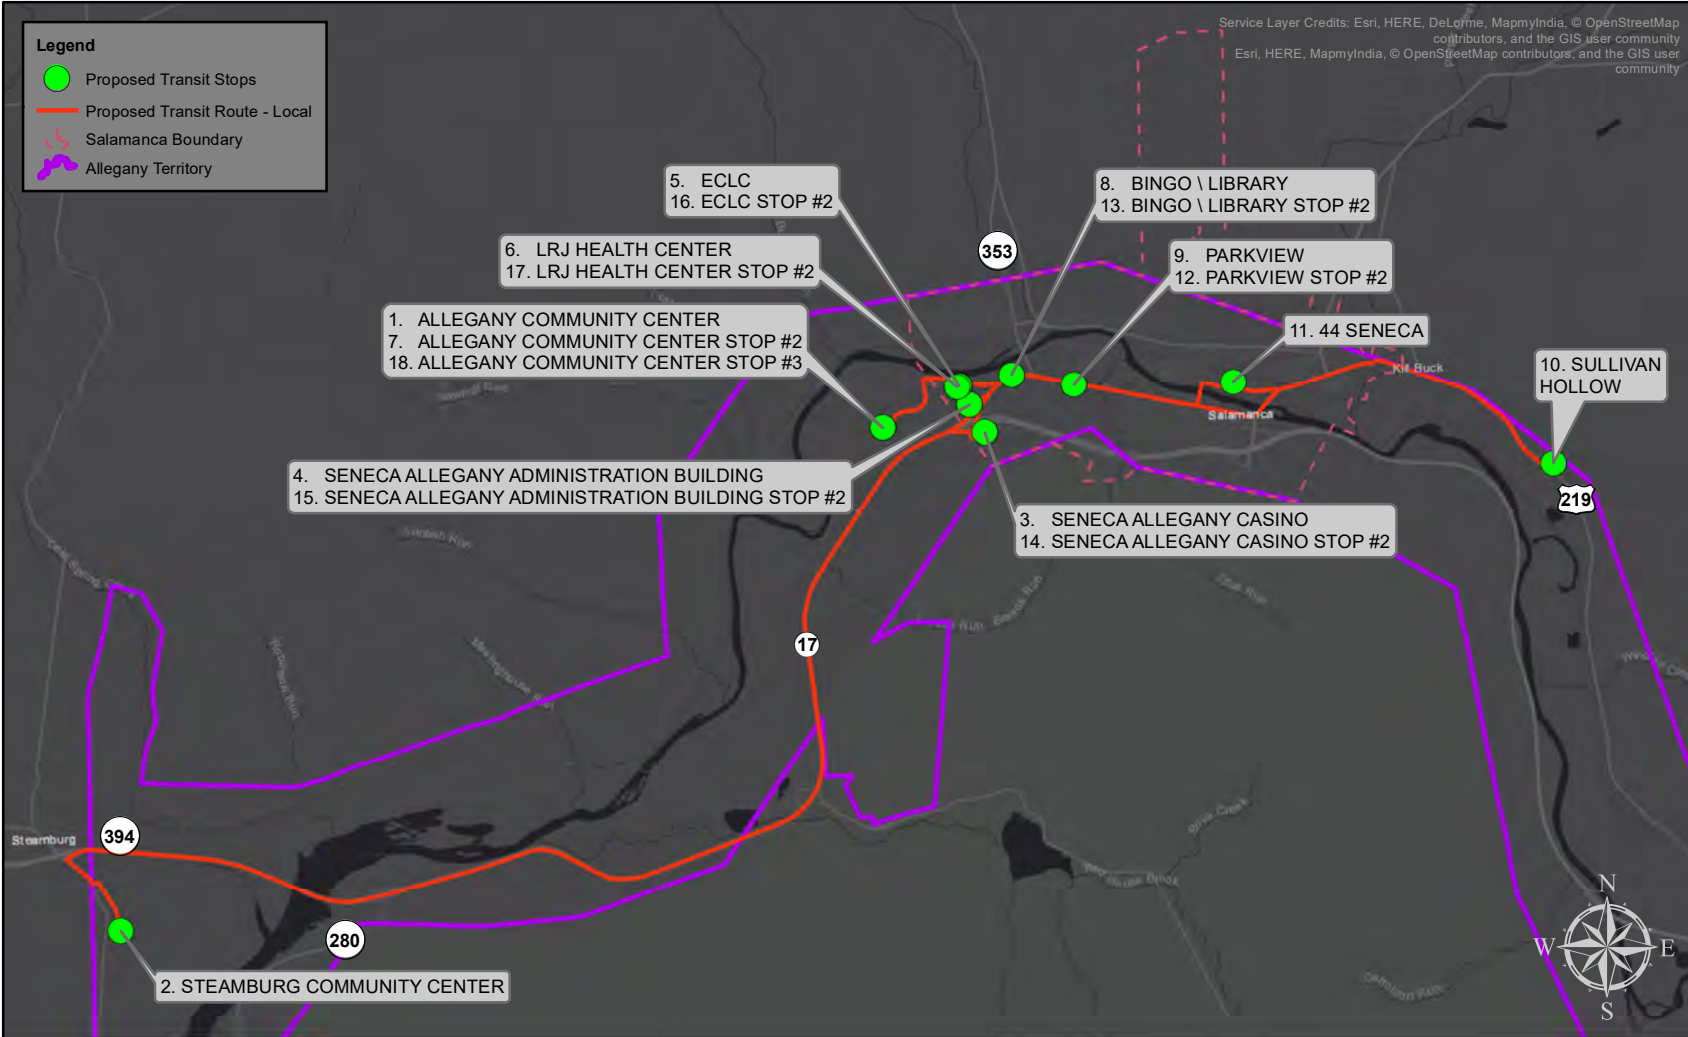 Service Layer Credits: Esri, HERE, DeLorme, MapmyIndia, © OpenStreetMap
contributors, and the GIS user community
Esri, HERE, MapmyIndia, © OpenStreetMap contributors, and the GIS user
community
Legend
Proposed Transit Stops
Proposed Transit Route - Local
Salamanca Boundary
Allegany Territory
5. ECLC
16. ECLC STOP #2
8. BINGO \ LIBRARY
13. BINGO \ LIBRARY STOP #2
6. LRJ HEALTH CENTER
17. LRJ HEALTH CENTER STOP #2
353
9. PARKVIEW
12. PARKVIEW STOP #2
1. ALLEGANY COMMUNITY CENTER
7. ALLEGANY COMMUNITY CENTER STOP #2
18. ALLEGANY COMMUNITY CENTER STOP #3
11. 44 SENECA
10. SULLIVAN
HOLLOW
Kill Buck
Salamanca
4. SENECA ALLEGANY ADMINISTRATION BUILDING
15. SENECA ALLEGANY ADMINISTRATION BUILDING STOP #2
219
3. SENECA ALLEGANY CASINO
14. SENECA ALLEGANY CASINO STOP #2
17
Steamburg
394
280
2. STEAMBURG COMMUNITY CENTER
N
W
E
S